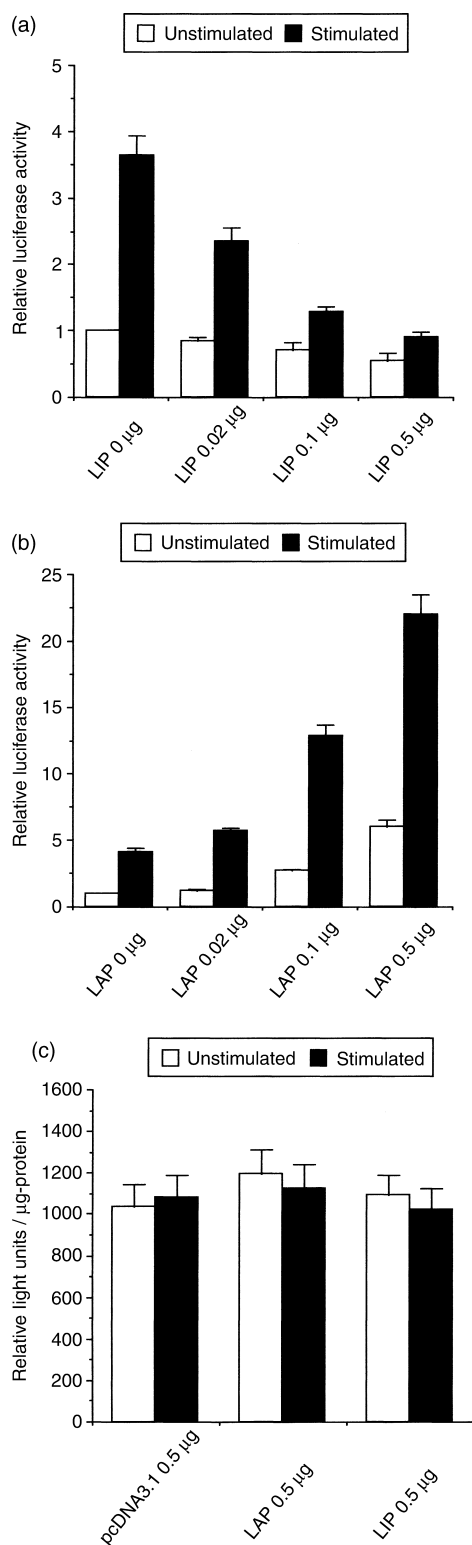 (a)
Unstimulated Stimulated
Relative luciferase activity
5
4
3
2
1
0
LIP 0 µg
LIP 0.02 µg
LIP 0.1 µg
LIP 0.5 µg
(b)
Unstimulated Stimulated
Relative luciferase activity
25
20
15
10
5
0
LAP 0 µg
LAP 0.02 µg
LAP 0.1 µg
LAP 0.5 µg
(c)
Unstimulated Stimulated
Relative light units / µg-protein
1600
1400
1200
1000
800
600
400
200
0
pcDNA3.1 0.5 µg
LAP 0.5 µg
LIP 0.5 µg